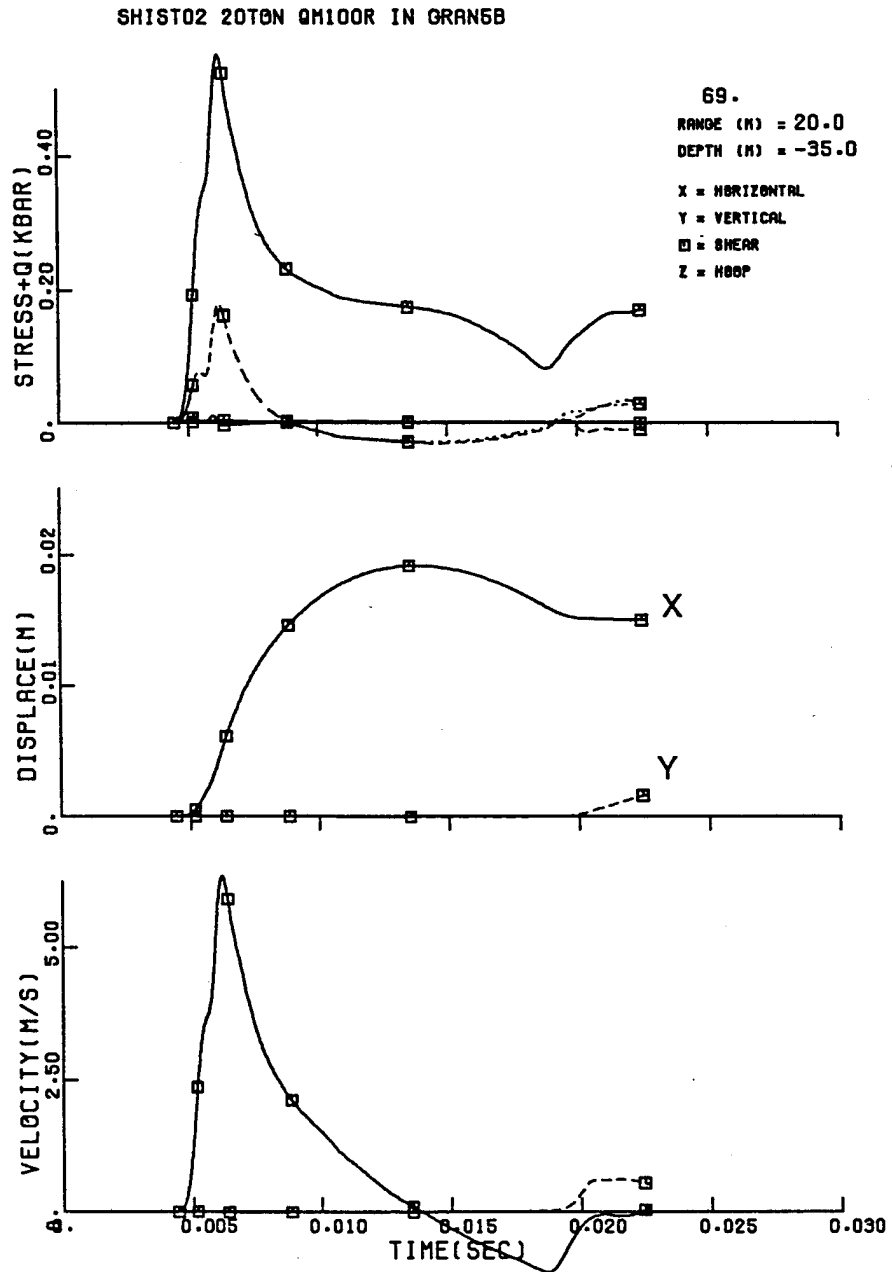 SHIST02 20TON QM100R IN GRAN5B
69.
RANGE (M) = 20.0
DEPTH (M) = -35.0
X = HORIZONTAL
Y = VERTICAL
= SHEAR
Z = HOOP
STRESS+Q(KBAR)
0.40
0.20
0.
DISPLACE(M)
0.02
0.01
0.
X
Y
VELOCITY(M/S)
5.00
2.50
0.
0.005
0.010
0.015
0.020
0.025
0.030
TIME(SEC)